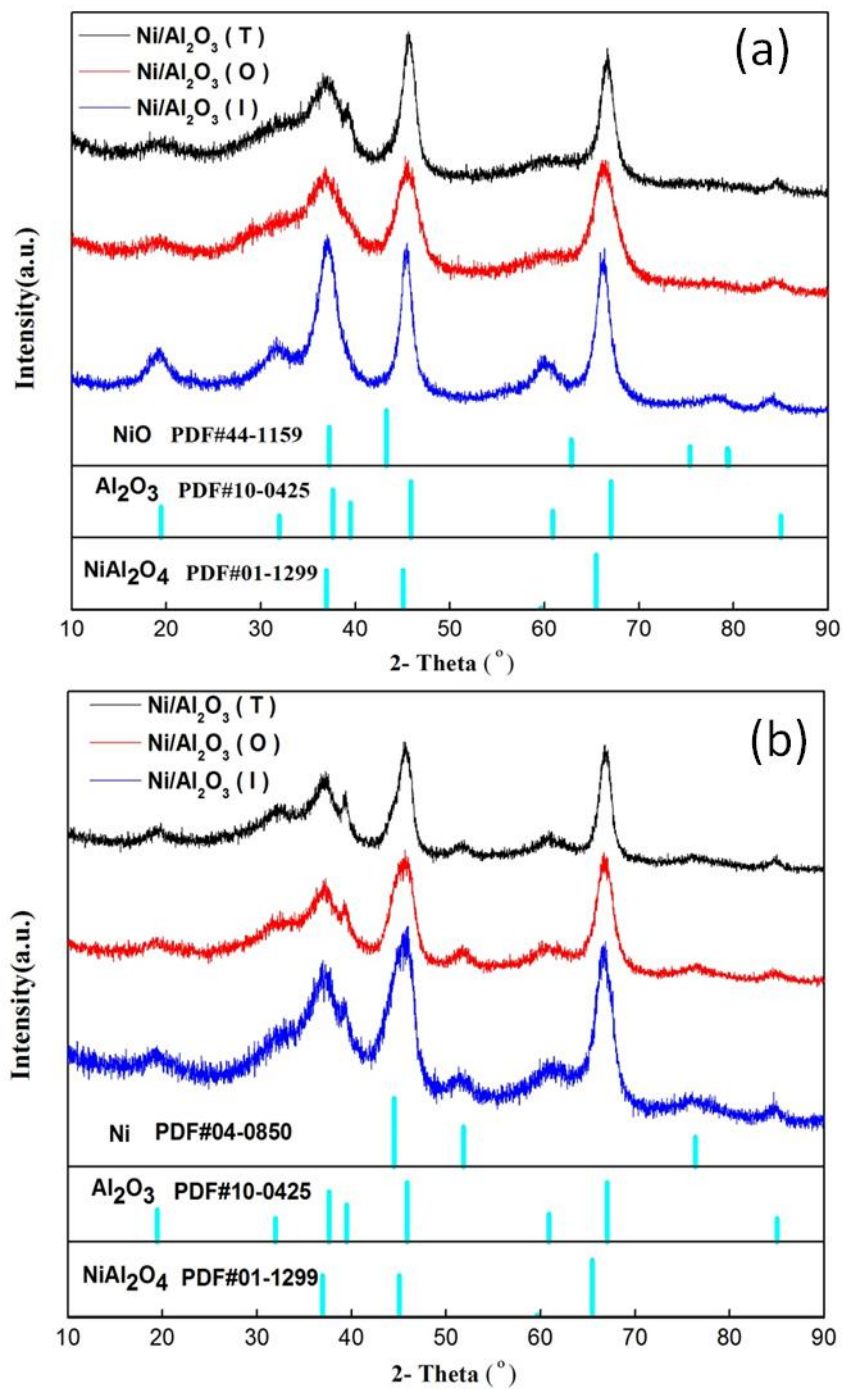 (a)
Ni/Al₂O₃ ( T )
Ni/Al₂O₃ ( O )
Ni/Al₂O₃ ( I )
Intensity(a.u.)
NiO PDF#44-1159
Al₂O₃ PDF#10-0425
NiAl₂O₄ PDF#01-1299
10 20 30 40 50 60 70 80 90
2- Theta (°)
(b)
Ni/Al₂O₃ ( T )
Ni/Al₂O₃ ( O )
Ni/Al₂O₃ ( I )
Intensity(a.u.)
Ni PDF#04-0850
Al₂O₃ PDF#10-0425
NiAl₂O₄ PDF#01-1299
10 20 30 40 50 60 70 80 90
2- Theta (°)